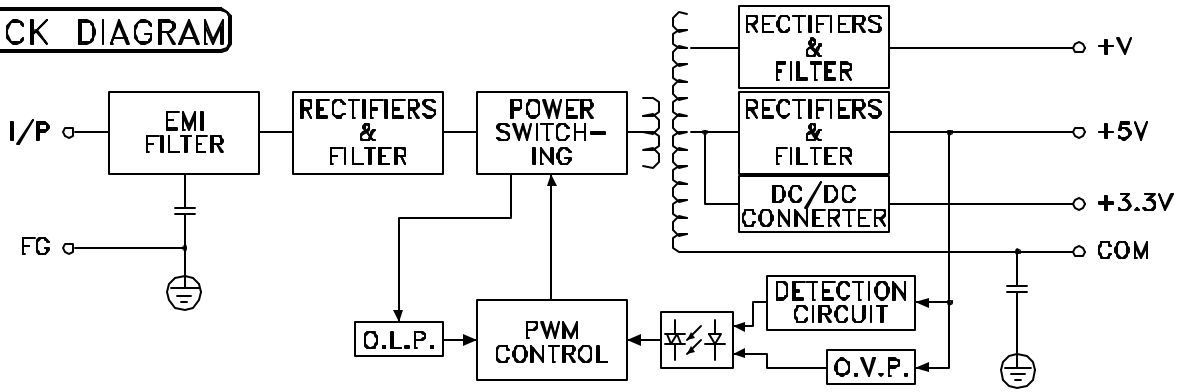 CK DIAGRAM
RECTIFIERS
&
FILTER
+V
I/P
EMI
FILTER
RECTIFIERS
&
FILTER
POWER
SWITCH-
ING
RECTIFIERS
&
FILTER
+5V
DC/DC
CONNERTER
+3.3V
FG
COM
DETECTION
CIRCUIT
O.L.P.
PWM
CONTROL
O.V.P.